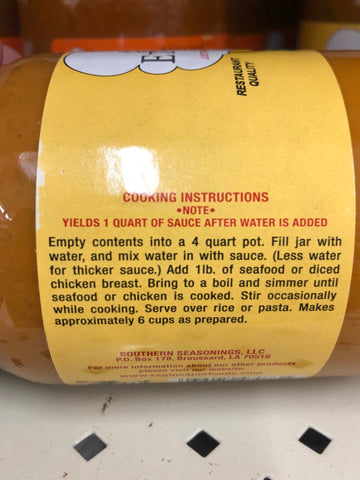 RESTAURANT
QUALITY
COOKING INSTRUCTIONS
•NOTE•
YIELDS 1 QUART OF SAUCE AFTER WATER IS ADDED
Empty contents into a 4 quart pot. Fill jar with
water, and mix water in with sauce. (Less water
for thicker sauce.) Add 1lb. of seafood or diced
chicken breast. Bring to a boil and simmer until
seafood or chicken is cooked. Stir occasionally
while cooking. Serve over rice or pasta. Makes
approximately 6 cups as prepared.
SOUTHERN SEASONINGS, LLC
P.O. Box 178, Broussard, LA 70518
For more information about our other products
please visit our website:
www.ragincajunfoods.com